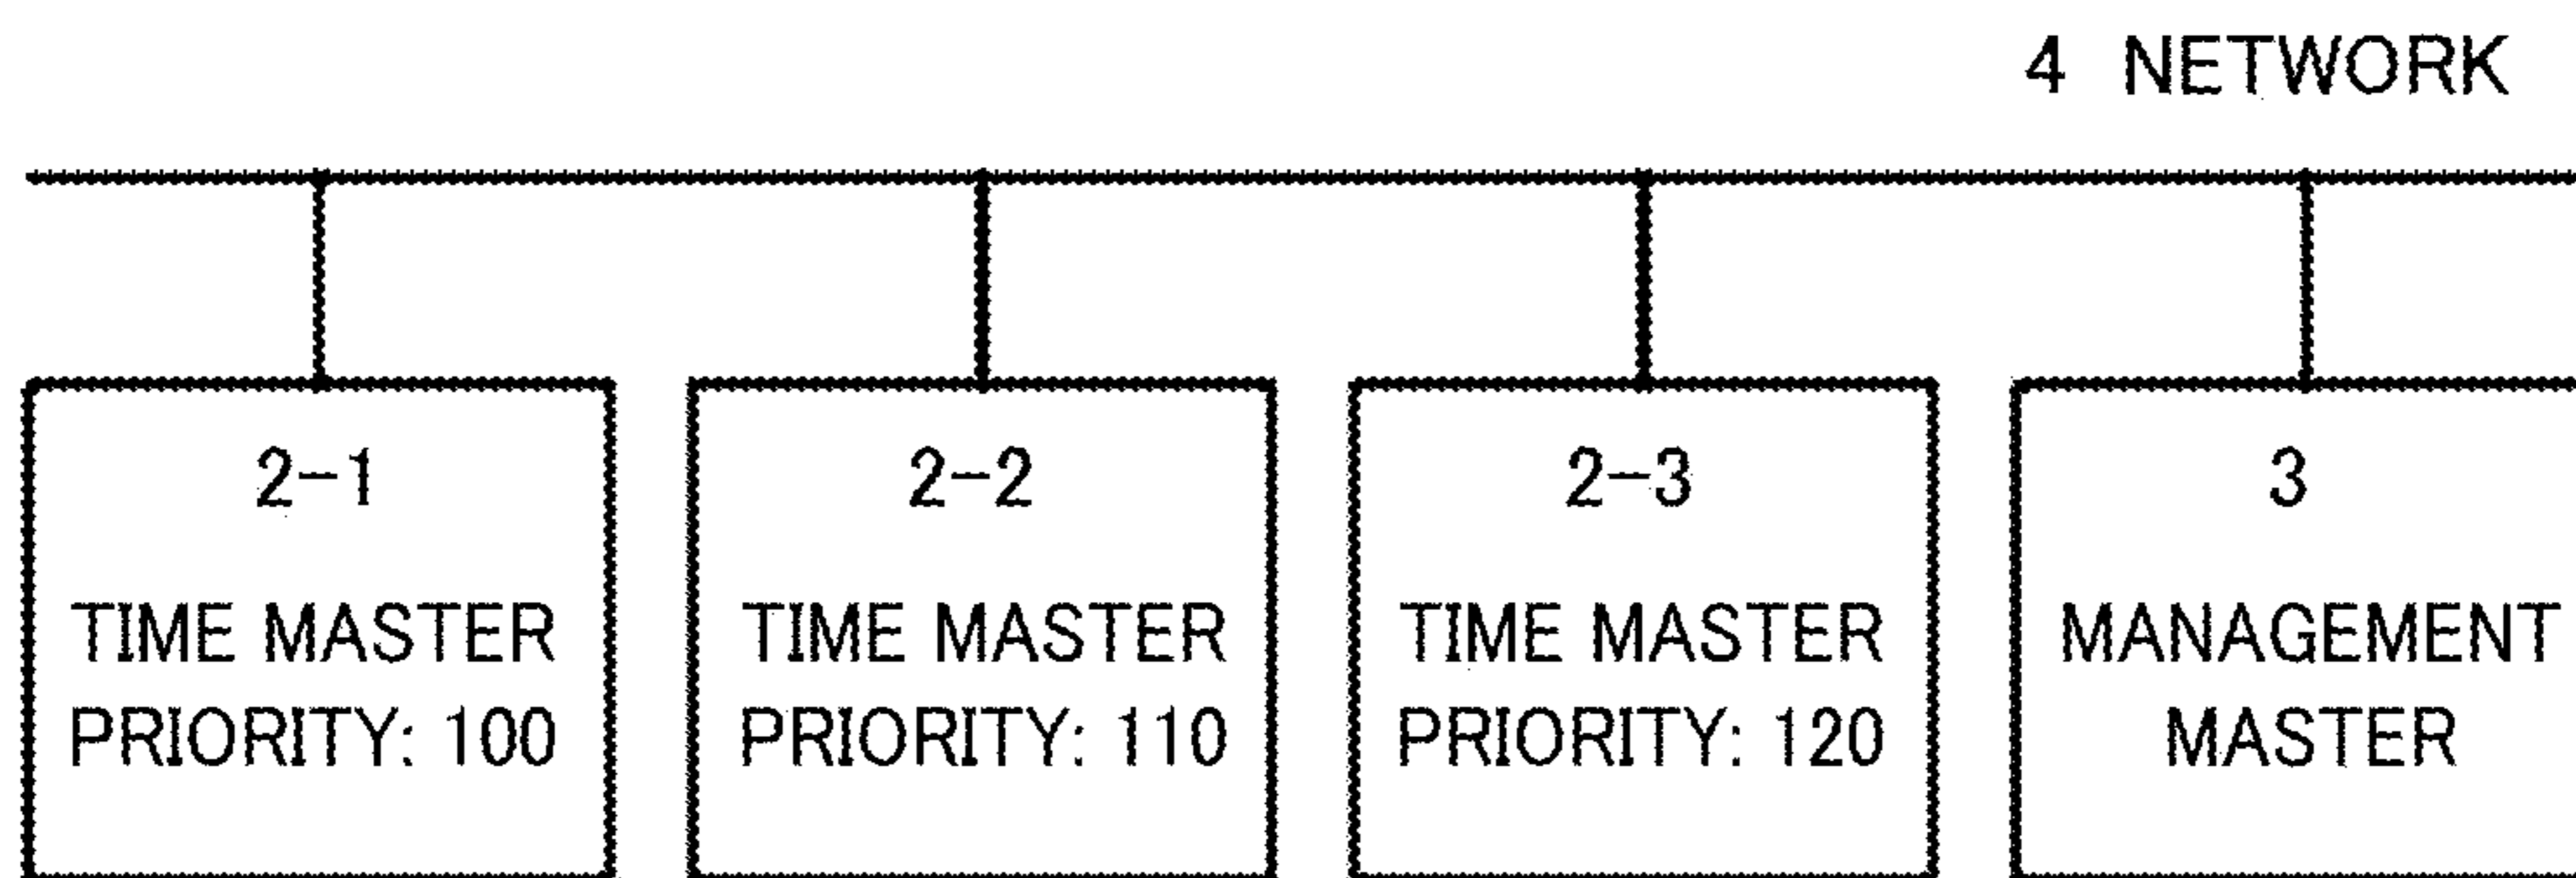 4 NETWORK
2-1
TIME MASTER
PRIORITY: 100
2-2
TIME MASTER
PRIORITY: 110
2-3
TIME MASTER
PRIORITY: 120
3
MANAGEMENT
MASTER